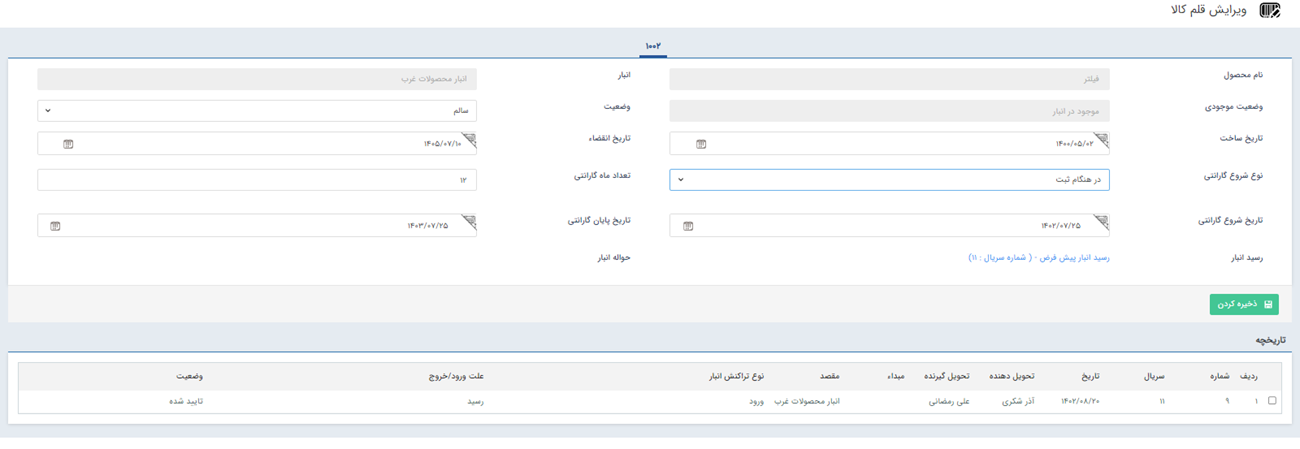 ویرایش قلم کالا
۱۰۰۲
نام محصول فیلتر انبار انبار محصولات غرب
وضعیت موجودی موجود در انبار وضعیت سالم
تاریخ ساخت ۱۴۰۰/۰۵/۰۲ تاریخ انقضاء ۱۴۰۵/۰۷/۱۰
نوع شروع گارانتی در هنگام ثبت تعداد ماه گارانتی ۱۲
تاریخ شروع گارانتی ۱۴۰۲/۰۷/۲۵ تاریخ پایان گارانتی ۱۴۰۳/۰۷/۲۵
رسید انبار رسید انبار پیش فرض - ( شماره سریال : ۱۱) حواله انبار
ذخیره کردن
تاریخچه
ردیف شماره سریال تاریخ تحویل دهنده تحویل گیرنده مبداء مقصد نوع تراکنش انبار علت ورود/خروج وضعیت
۱ ۹ ۱۱ ۱۴۰۲/۰۸/۲۰ آذر شکری علی رمضانی انبار محصولات غرب ورود رسید تایید شده